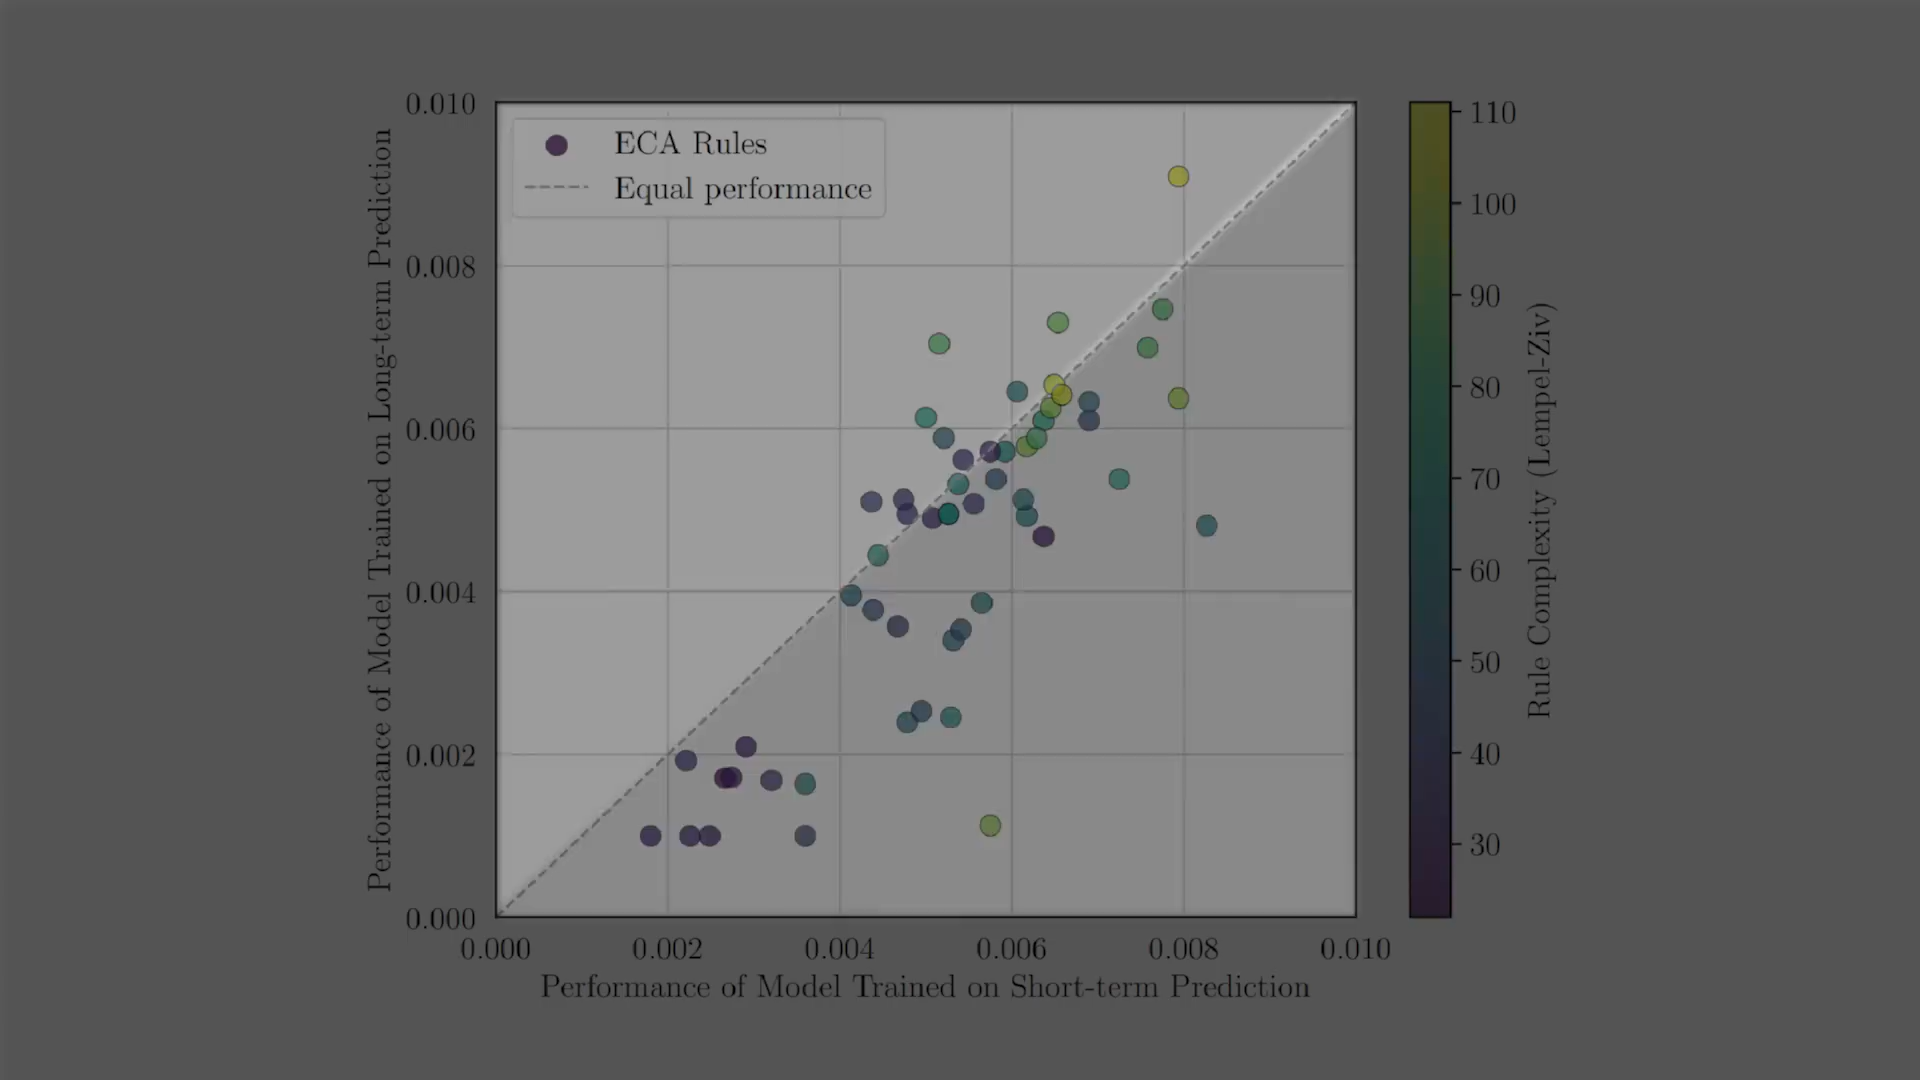 ECA Rules
Equal performance
Performance of Model Trained on Long-term Prediction
0.010
0.008
0.006
0.004
0.002
0.000
0.000 0.002 0.004 0.006 0.008 0.010
Performance of Model Trained on Short-term Prediction
110
100
90
80
70
60
50
40
30
Rule Complexity (Lempel-Ziv)